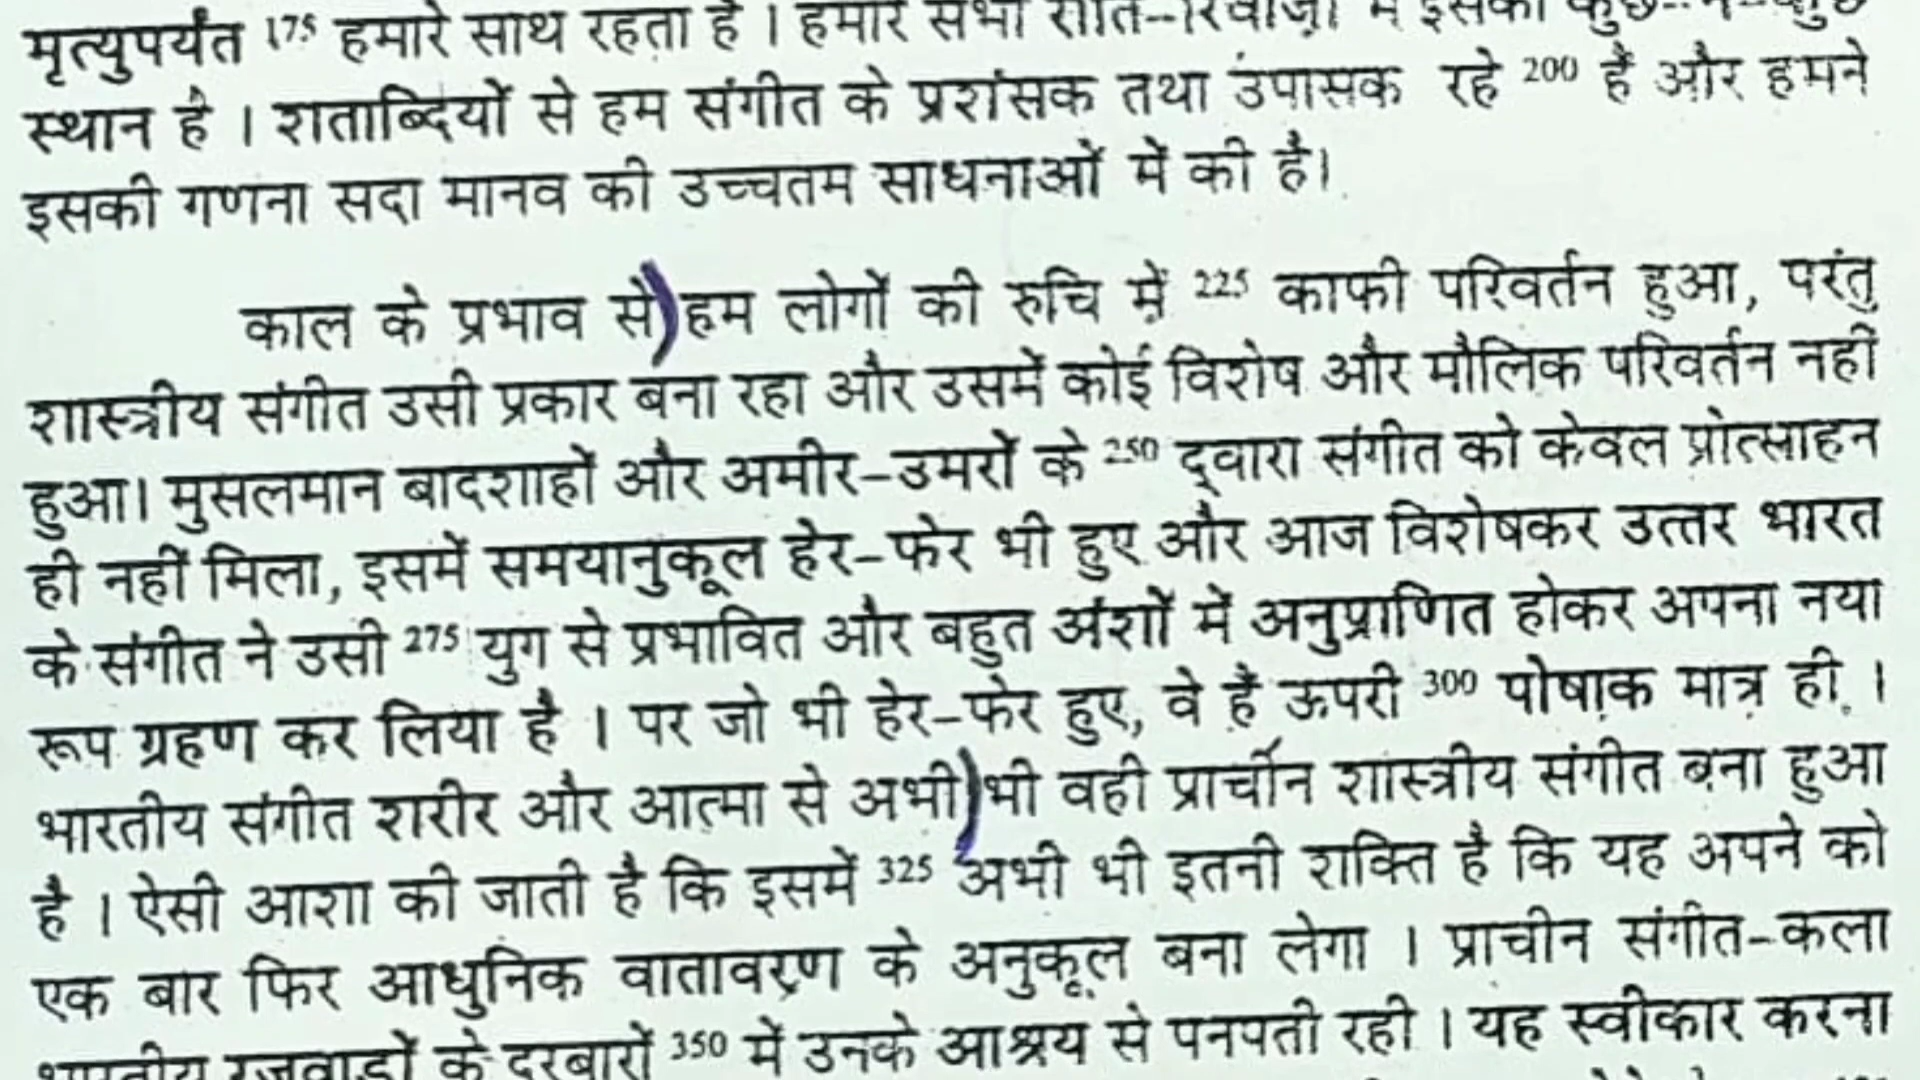 मृत्युपर्यंत 175 हमारे साथ रहता है । हमारे सभी रीति-रिवाज़ों में इसका कुछ-न-कुछ
स्थान है । शताब्दियों से हम संगीत के प्रशंसक तथा उपासक रहे 200 हैं और हमने
इसकी गणना सदा मानव की उच्चतम साधनाओं में की है।
काल के प्रभाव से हम लोगों की रुचि में 225 काफी परिवर्तन हुआ, परंतु
शास्त्रीय संगीत उसी प्रकार बना रहा और उसमें कोई विशेष और मौलिक परिवर्तन नहीं
हुआ। मुसलमान बादशाहों और अमीर-उमरों के 250 द्वारा संगीत को केवल प्रोत्साहन
ही नहीं मिला, इसमें समयानुकूल हेर-फेर भी हुए और आज विशेषकर उत्तर भारत
के संगीत ने उसी 275 युग से प्रभावित और बहुत अंशों में अनुप्राणित होकर अपना नया
रूप ग्रहण कर लिया है । पर जो भी हेर-फेर हुए, वे हैं ऊपरी 300 पोषाक मात्र ही ।
भारतीय संगीत शरीर और आत्मा से अभी भी वही प्राचीन शास्त्रीय संगीत बना हुआ
है । ऐसी आशा की जाती है कि इसमें 325 अभी भी इतनी शक्ति है कि यह अपने को
एक बार फिर आधुनिक वातावरण के अनुकूल बना लेगा । प्राचीन संगीत-कला
भारतीय रजवाड़ों के दरबारों 350 में उनके आश्रय से पनपती रही । यह स्वीकार करना